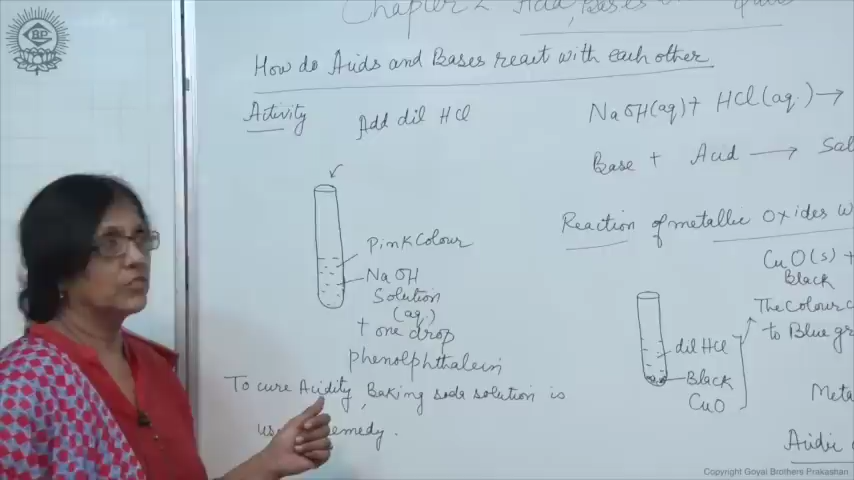 Chapter 2 Acid, Bases
How do Acids and Bases react with each other
Activity
Add dil HCl
Pink Colour
NaOH
Solution
(aq.)
+ one drop
phenolphthalein
To cure Acidity, Baking soda solution is
remedy.
NaOH(aq) + HCl(aq.) →
Base + Acid → Sal
Reaction of metallic Oxides w
CuO(s) +
Black
The Colour c
to Blue gr
dil HCl
Black
CuO
Meta
Acidic
Copyright Goyal Brothers Prakashan